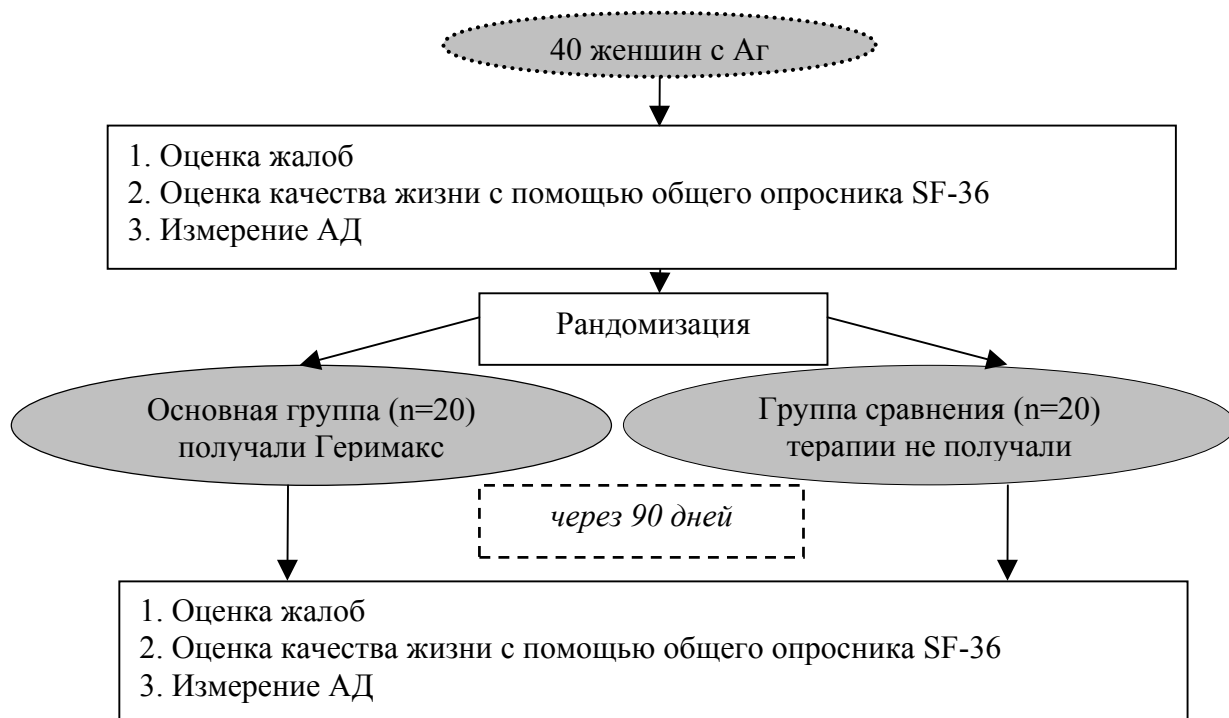 40 женшин с Аг
1. Оценка жалоб
2. Оценка качества жизни с помощью общего опросника SF-36
3. Измерение АД
Рандомизация
Основная группа (n=20)
получали Геримакс
Группа сравнения (n=20)
терапии не получали
через 90 дней
1. Оценка жалоб
2. Оценка качества жизни с помощью общего опросника SF-36
3. Измерение АД